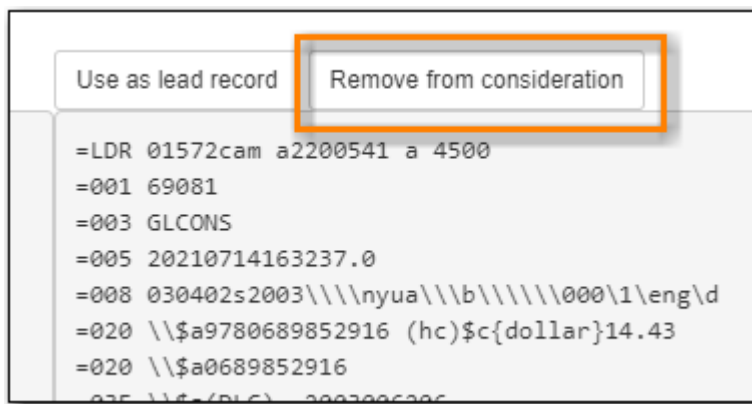 Use as lead record
Remove from consideration
=LDR 01572cam a2200541 a 4500
=001 69081
=003 GLCONS
=005 20210714163237.0
=008 030402s2003\\\\nyua\\\b\\\\\\000\1\eng\d
=020 \\$a9780689852916 (hc)$c{dollar}14.43
=020 \\$a0689852916